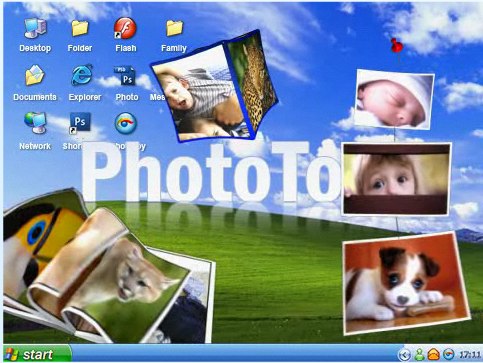 Desktop
Folder
Flash
Family
Documents
Explorer
Photo
Network
PhotoTo
start
17:11